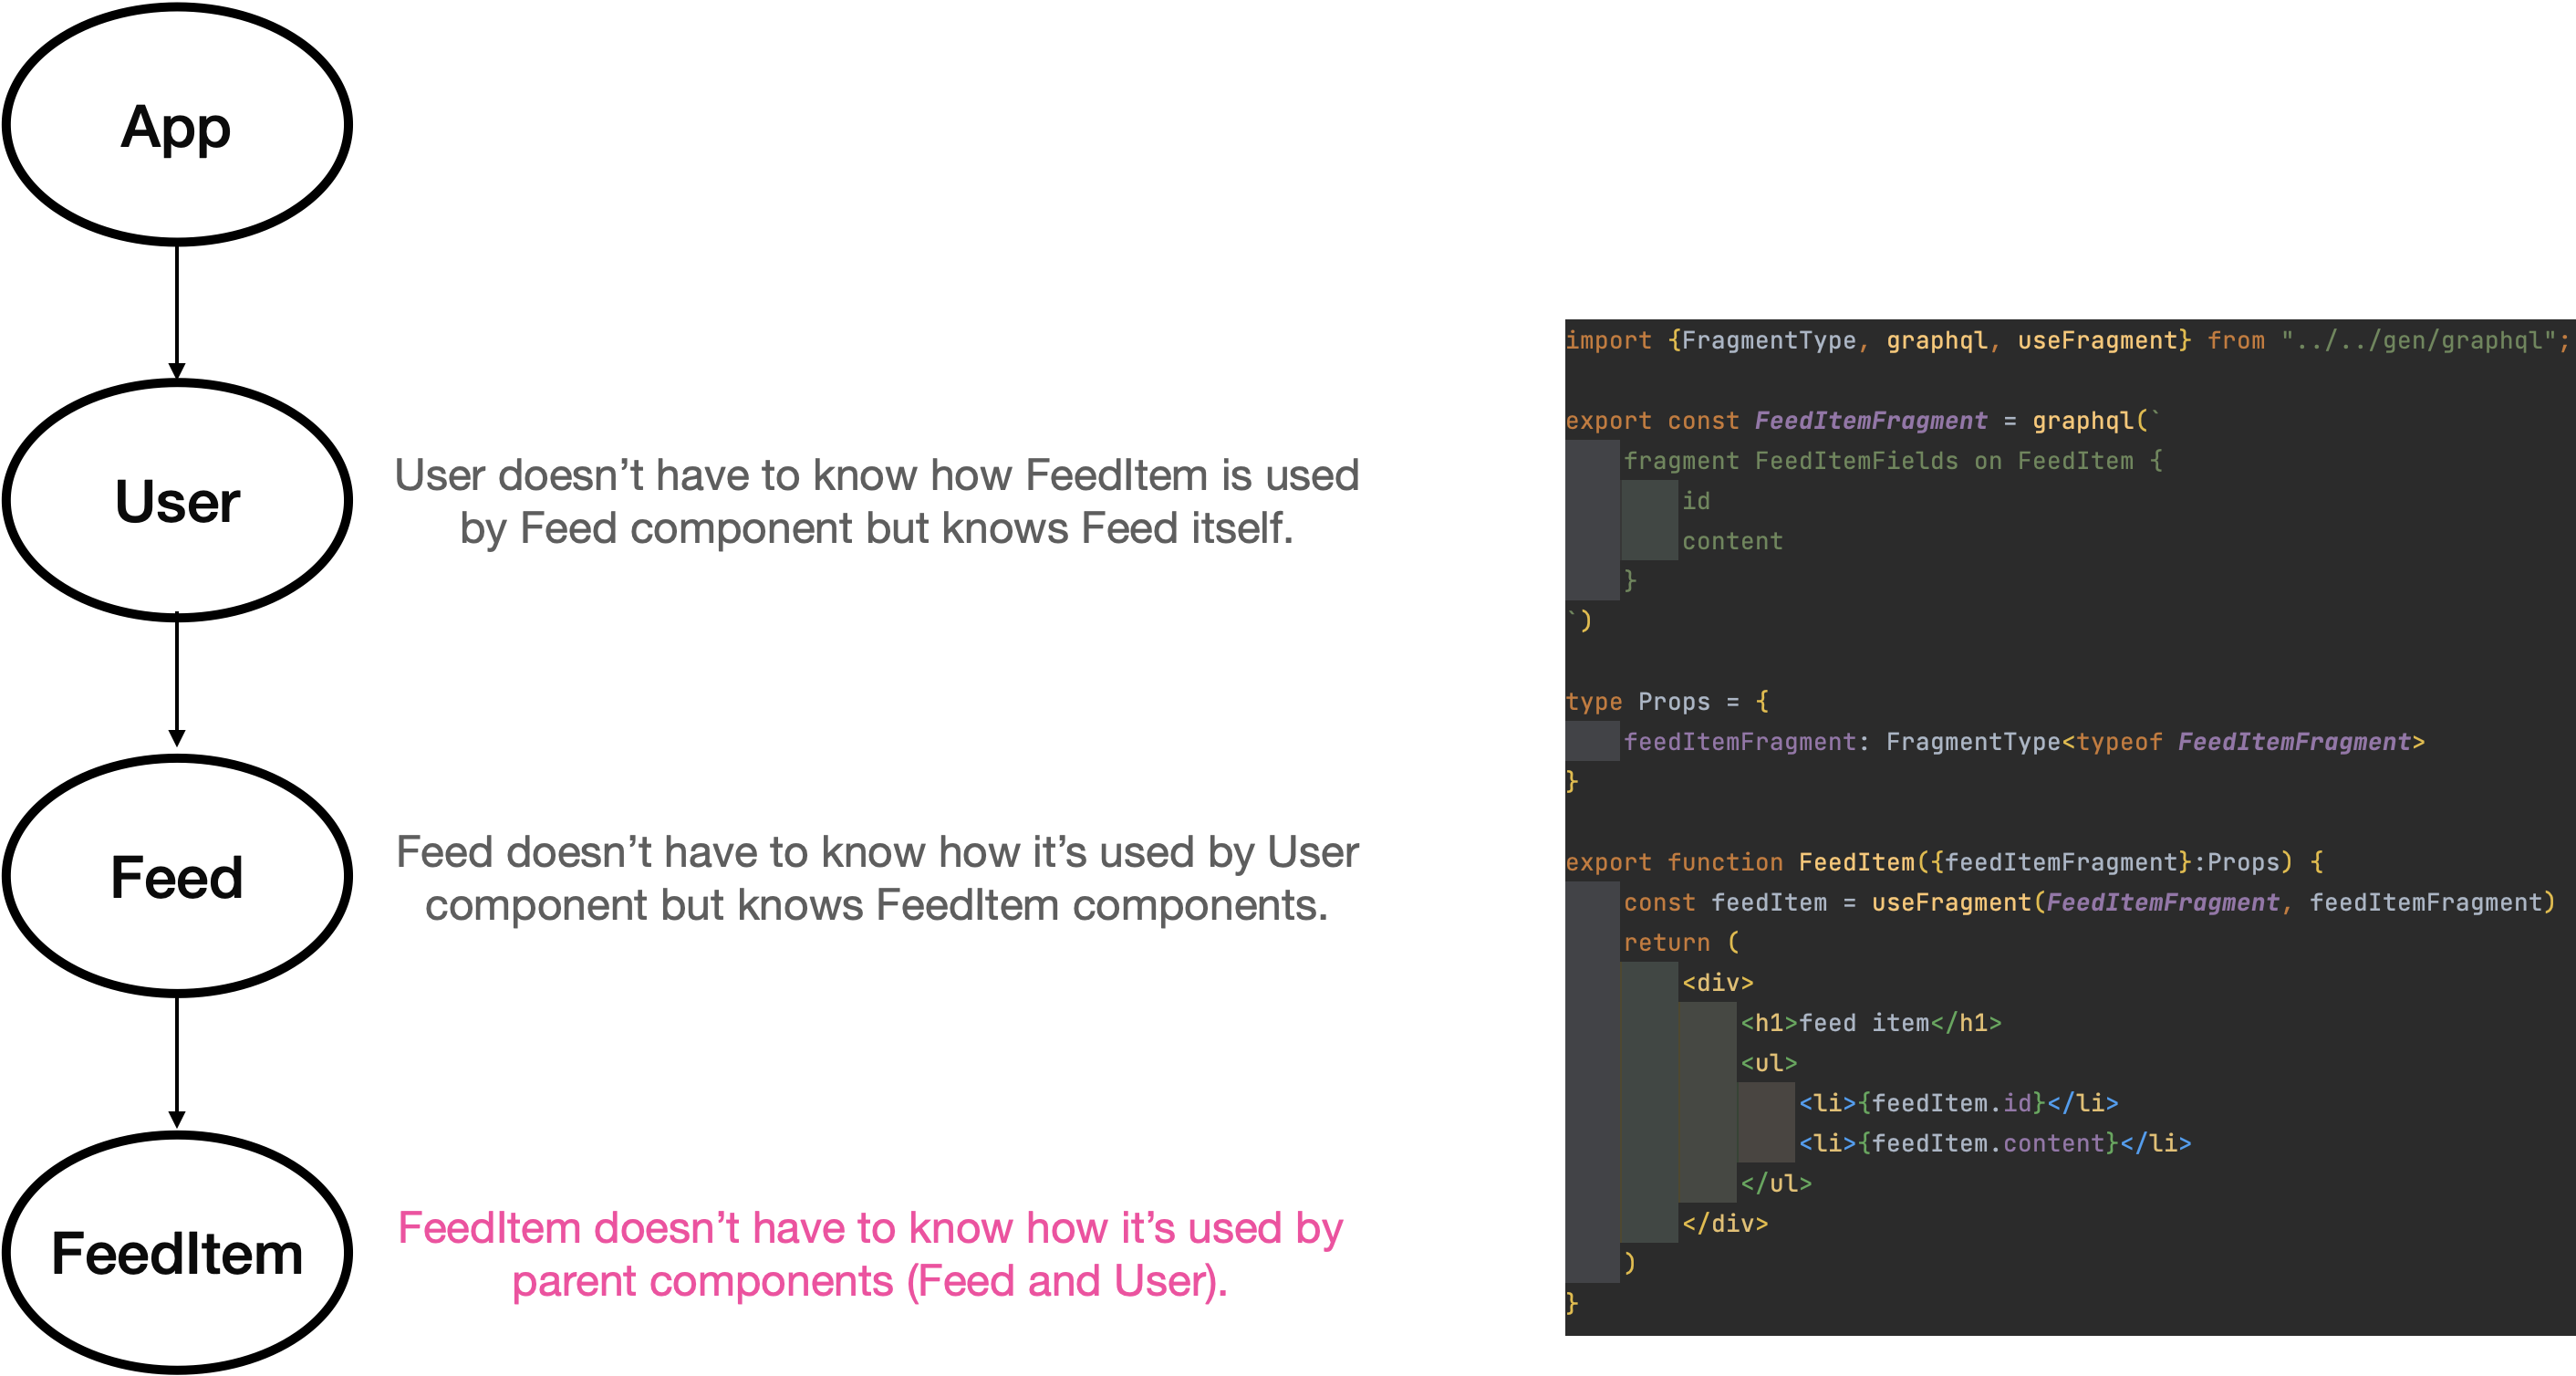 App
User
User doesn’t have to know how FeedItem is used
by Feed component but knows Feed itself.
Feed
Feed doesn’t have to know how it’s used by User
component but knows FeedItem components.
FeedItem
FeedItem doesn’t have to know how it’s used by
parent components (Feed and User).
import {FragmentType, graphql, useFragment} from "../../gen/graphql";
export const FeedItemFragment = graphql(`
    fragment FeedItemFields on FeedItem {
        id
        content
    }
`)
type Props = {
    feedItemFragment: FragmentType<typeof FeedItemFragment>
}
export function FeedItem({feedItemFragment}:Props) {
    const feedItem = useFragment(FeedItemFragment, feedItemFragment)
    return (
        <div>
            <h1>feed item</h1>
            <ul>
                <li>{feedItem.id}</li>
                <li>{feedItem.content}</li>
            </ul>
        </div>
    )
}